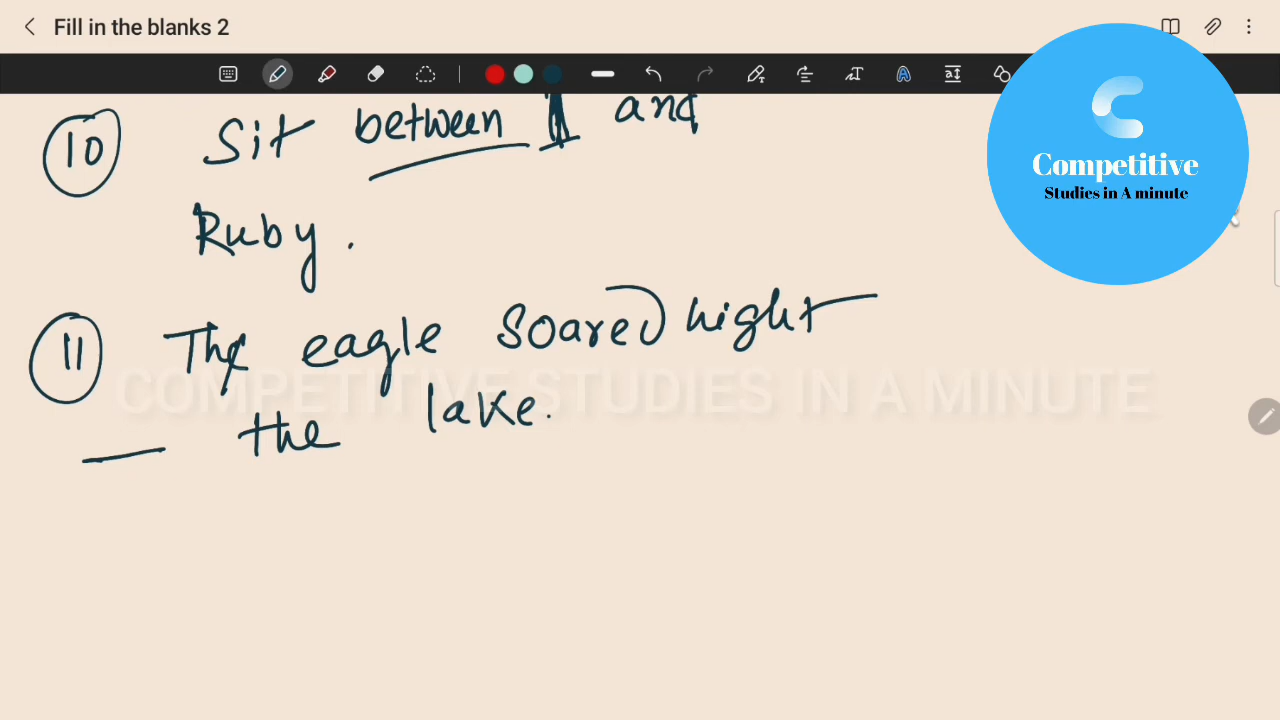 Fill in the blanks 2
Competitive
Studies in A minute
10 Sit between and
Ruby.
11 The eagle soared hight
___ the lake.
COMPETITIVE STUDIES IN A MINUTE